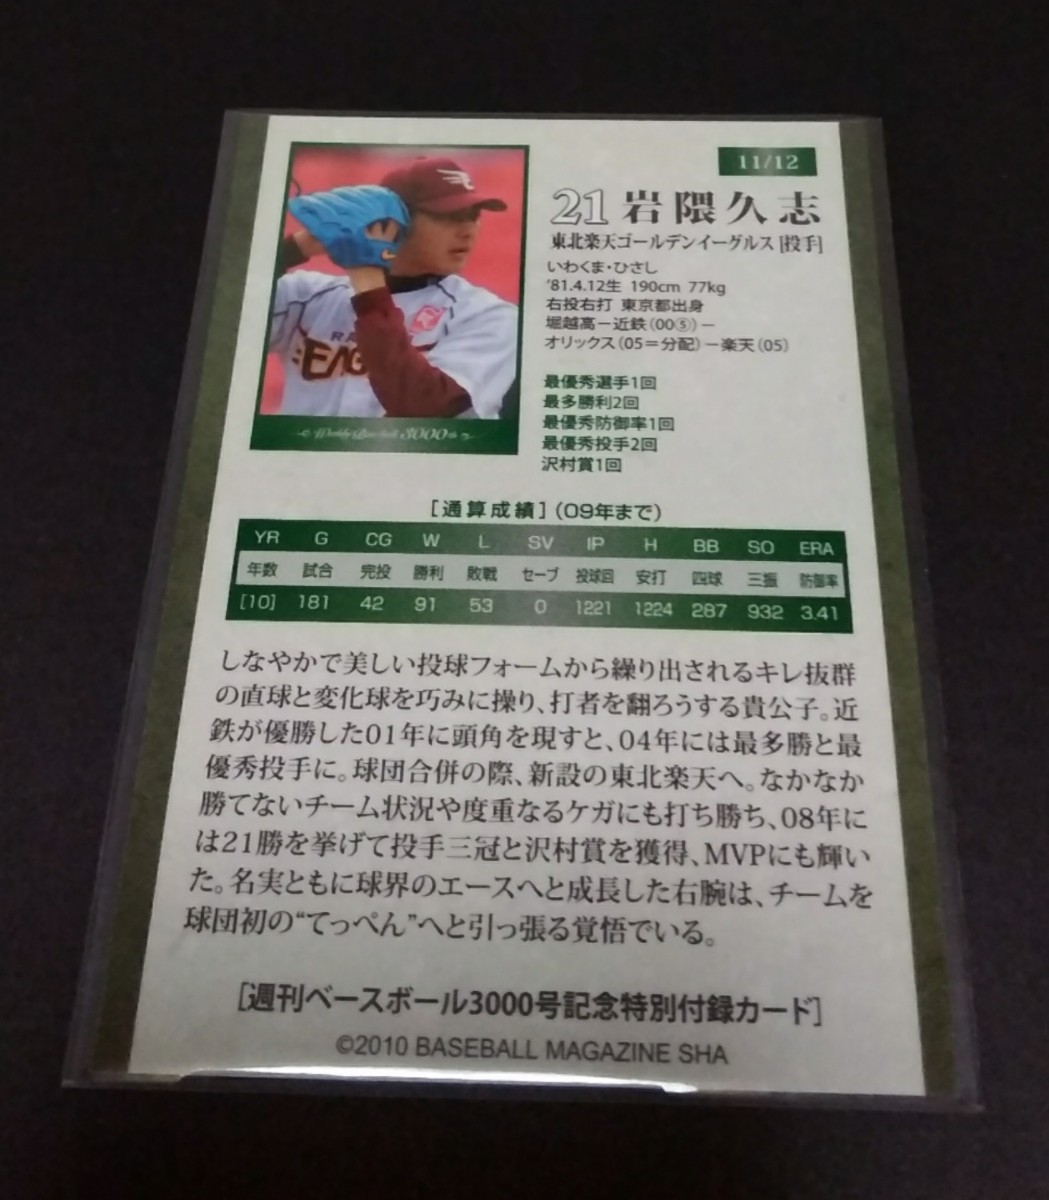 11/12
21 岩隈久志
東北楽天ゴールデンイーグルス [投手]
いわくま・ひさし
'81.4.12生 190cm 77kg
右投右打 東京都出身
堀越高－近鉄(00⑤)－
オリックス(05＝分配)－楽天(05)
最優秀選手1回
最多勝利2回
最優秀防御率1回
最優秀投手2回
沢村賞1回
EAG
Weekly Baseball 3000th
[通算成績](09年まで)
YR G CG W L SV IP H BB SO ERA
年数 試合 完投 勝利 敗戦 セーブ 投球回 安打 四球 三振 防御率
[10] 181 42 91 53 0 1221 1224 287 932 3.41
しなやかで美しい投球フォームから繰り出されるキレ抜群
の直球と変化球を巧みに操り、打者を翻ろうする貴公子。近
鉄が優勝した01年に頭角を現すと、04年には最多勝と最
優秀投手に。球団合併の際、新設の東北楽天へ。なかなか
勝てないチーム状況や度重なるケガにも打ち勝ち、08年に
は21勝を挙げて投手三冠と沢村賞を獲得、MVPにも輝い
た。名実ともに球界のエースへと成長した右腕は、チームを
球団初の“てっぺん”へと引っ張る覚悟でいる。
[週刊ベースボール3000号記念特別付録カード]
©2010 BASEBALL MAGAZINE SHA